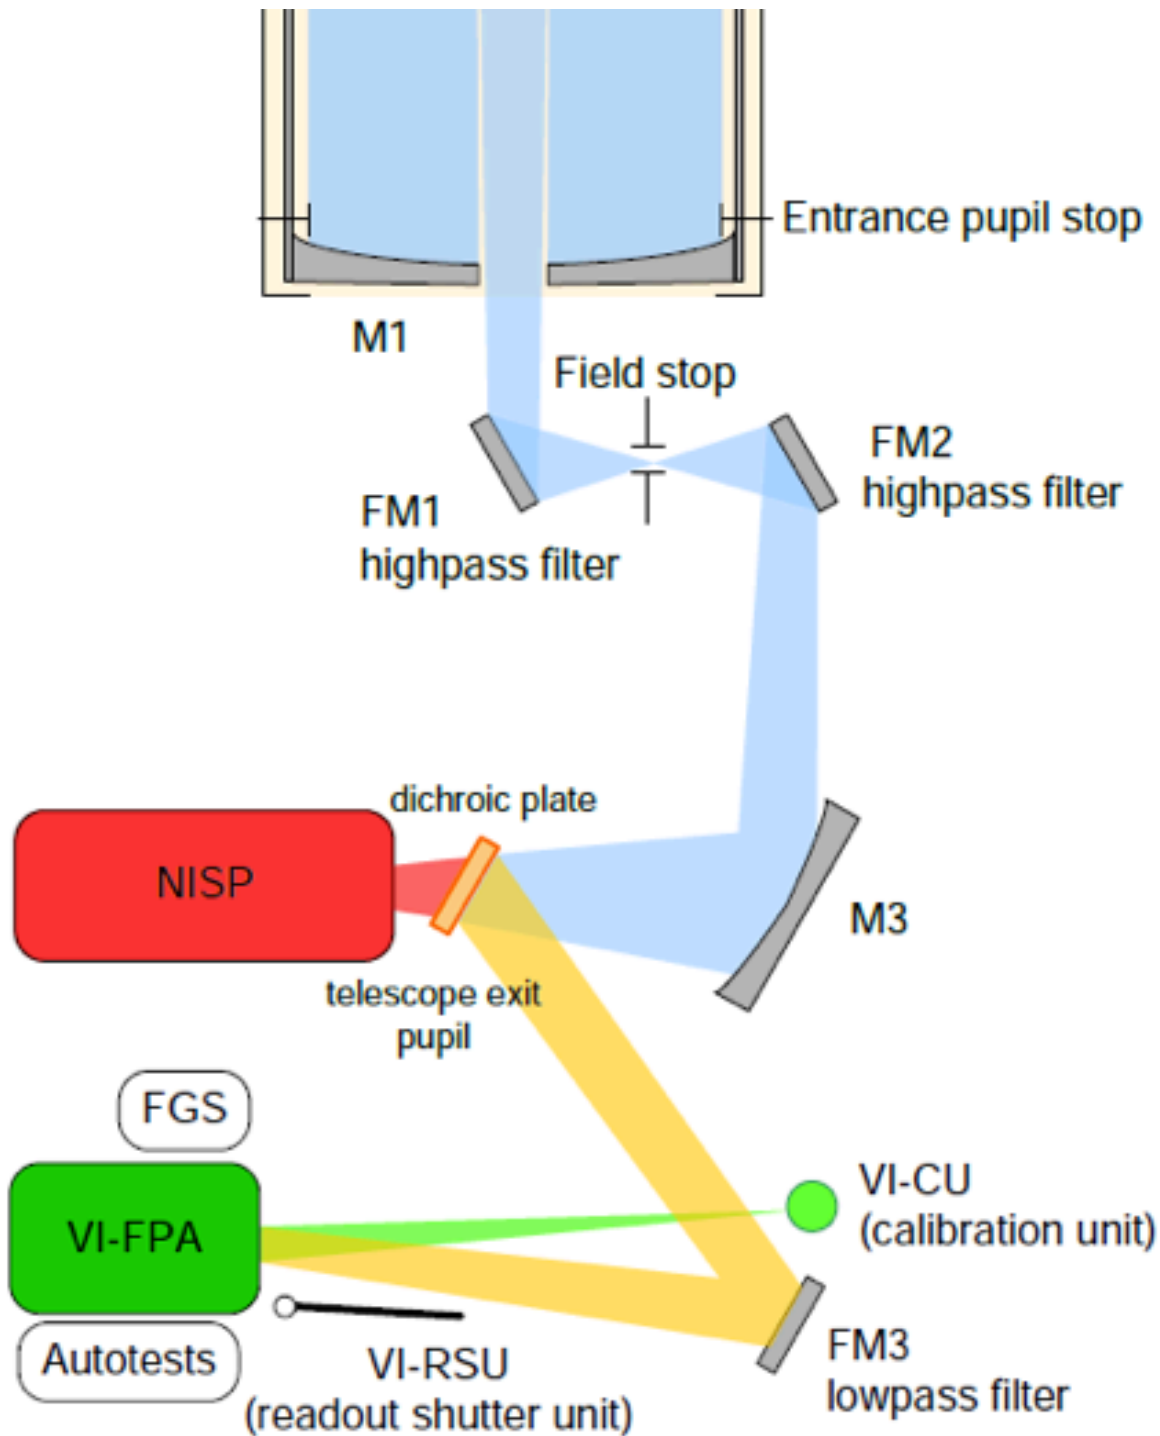 Entrance pupil stop
M1
Field stop
FM2
highpass filter
FM1
highpass filter
dichroic plate
NISP
M3
telescope exit
pupil
FGS
VI-CU
(calibration unit)
VI-FPA
Autotests
VI-RSU
(readout shutter unit)
FM3
lowpass filter